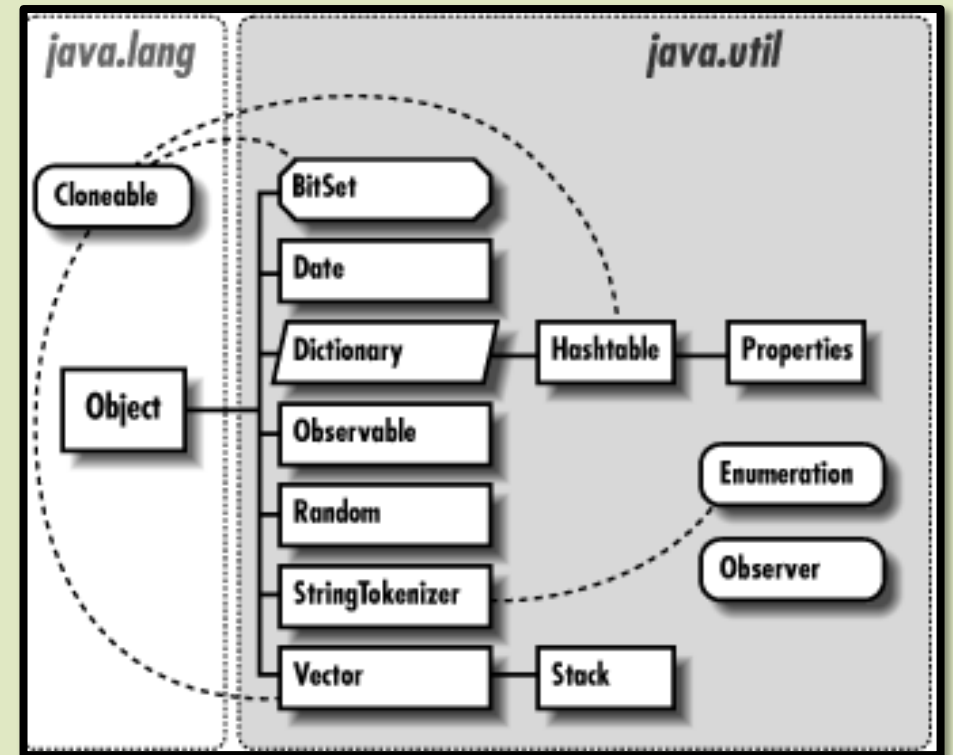 java.lang
java.util
Cloneable
BitSet
Date
Dictionary
Hashtable
Properties
Object
Observable
Enumeration
Random
Observer
StringTokenizer
Vector
Stack